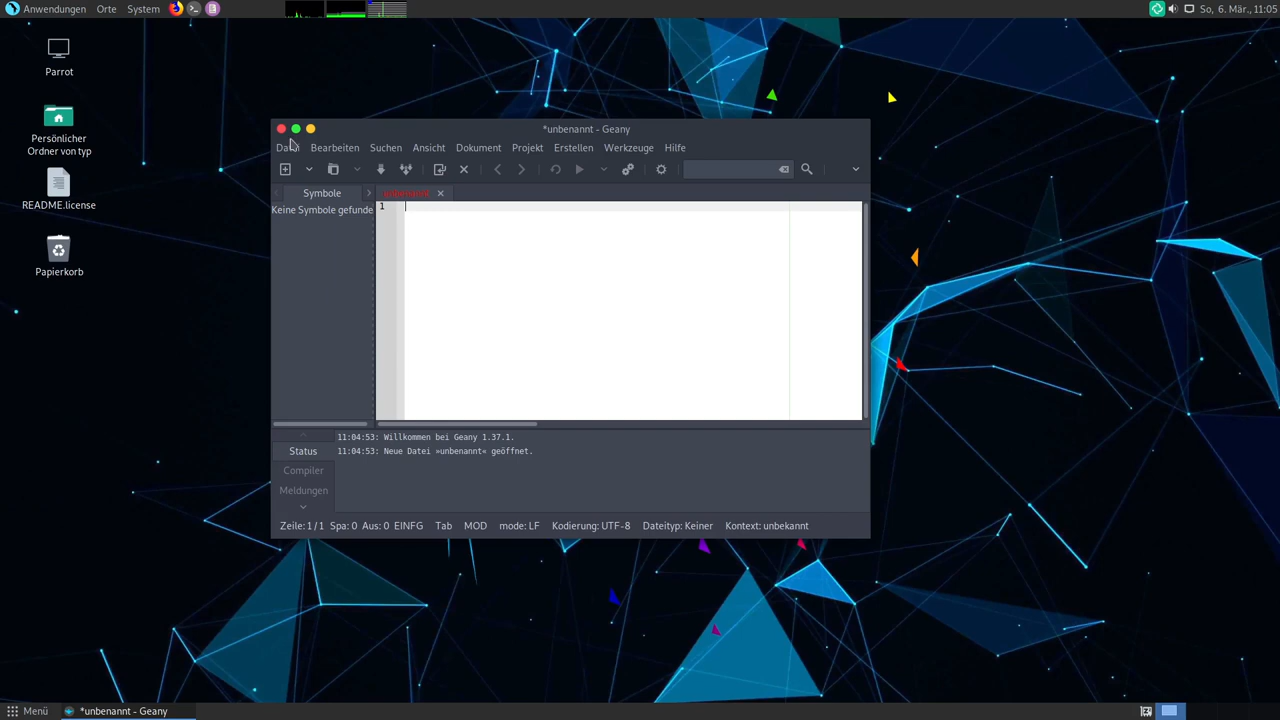 Anwendungen Orte System
So, 6. Mär., 11:05
Parrot
Persönlicher
Ordner von typ
README.license
Papierkorb
*unbenannt - Geany
Datei Bearbeiten Suchen Ansicht Dokument Projekt Erstellen Werkzeuge Hilfe
Symbole
unbenannt
Keine Symbole gefunde
1
11:04:53: Willkommen bei Geany 1.37.1.
11:04:53: Neue Datei »unbenannt« geöffnet.
Status
Compiler
Meldungen
Zeile: 1 / 1 Spa: 0 Aus: 0 EINFG Tab MOD mode: LF Kodierung: UTF-8 Dateityp: Keiner Kontext: unbekannt
Menü
*unbenannt - Geany